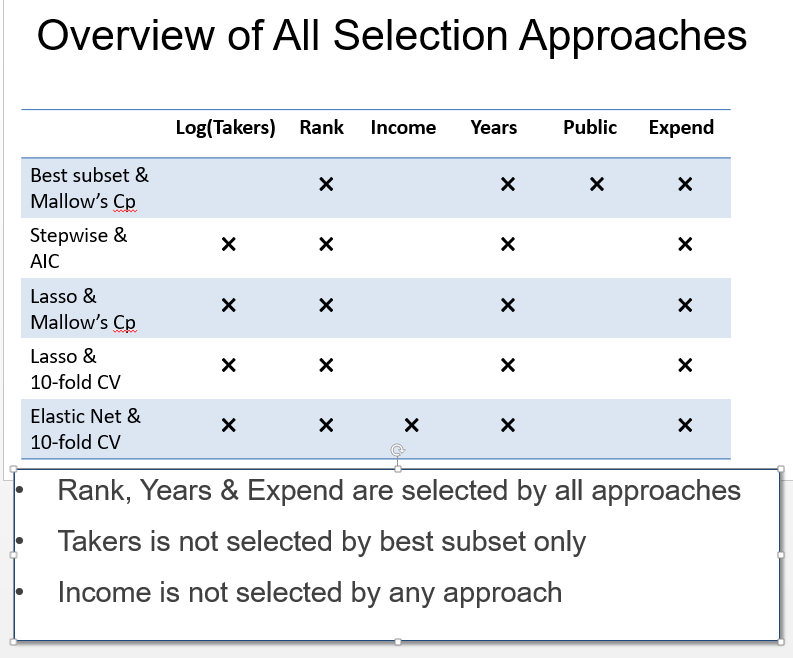 Overview of All Selection Approaches
Log(Takers) Rank Income Years Public Expend
Best subset & × × × ×
Mallow’s Cp
Stepwise & × × × ×
AIC
Lasso & × × × ×
Mallow’s Cp
Lasso & × × × ×
10-fold CV
Elastic Net & × × × × ×
10-fold CV
• Rank, Years & Expend are selected by all approaches
• Takers is not selected by best subset only
• Income is not selected by any approach